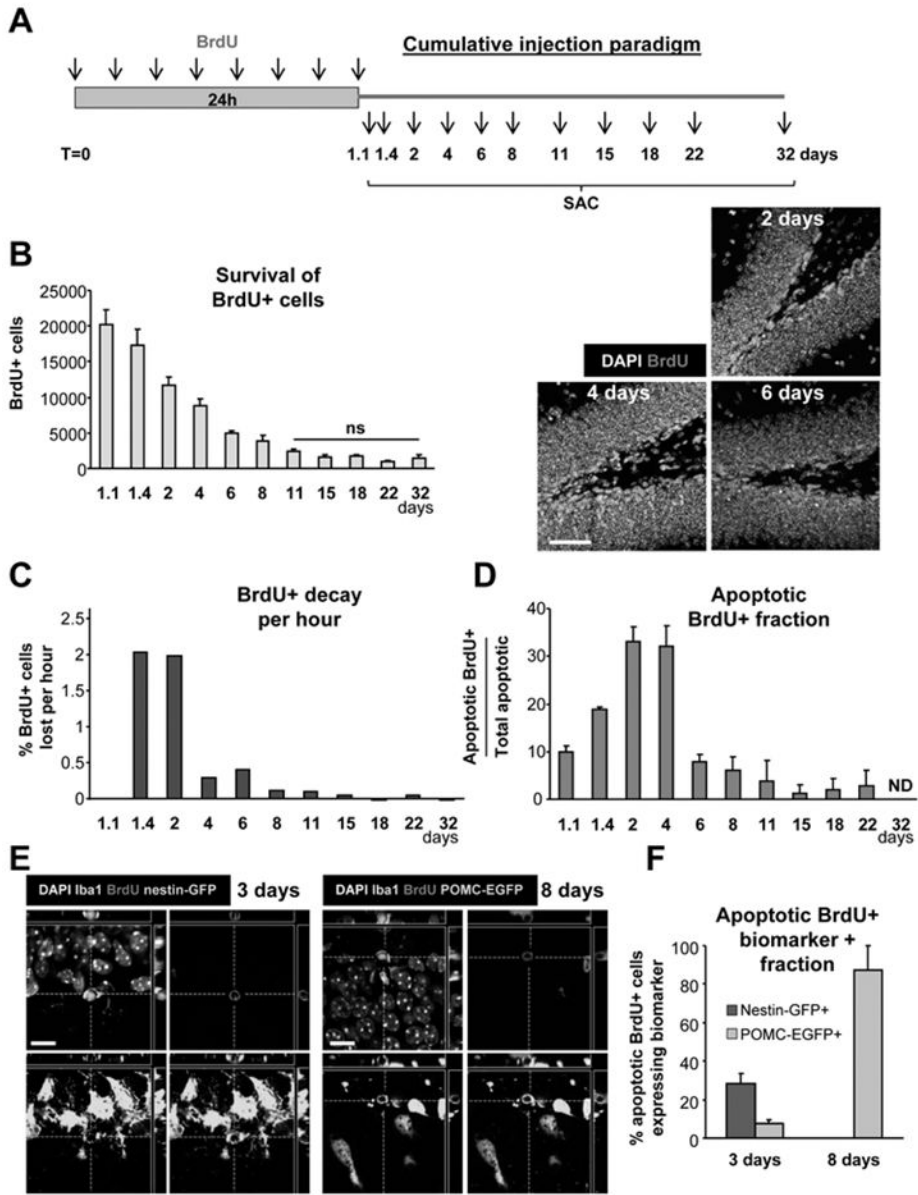 A
BrdU
Cumulative injection paradigm
24h
T=0
1.1 1.4 2 4 6 8 11 15 18 22 32 days
SAC
B
Survival of
BrdU+ cells
BrdU+ cells
25000
20000
15000
10000
5000
0
ns
1.1 1.4 2 4 6 8 11 15 18 22 32
days
2 days
DAPI BrdU
4 days
6 days
C
BrdU+ decay
per hour
% BrdU+ cells
lost per hour
2.5
2
1.5
1
0.5
0
1.1 1.4 2 4 6 8 11 15 18 22 32
days
D
Apoptotic
BrdU+ fraction
Apoptotic BrdU+
Total apoptotic
40
30
20
10
0
ND
1.1 1.4 2 4 6 8 11 15 18 22 32
days
E
DAPI Iba1 BrdU nestin-GFP 3 days
DAPI Iba1 BrdU POMC-EGFP 8 days
F
Apoptotic BrdU+
biomarker +
fraction
% apoptotic BrdU+ cells
expressing biomarker
100
80
60
40
20
0
Nestin-GFP+
POMC-EGFP+
3 days 8 days